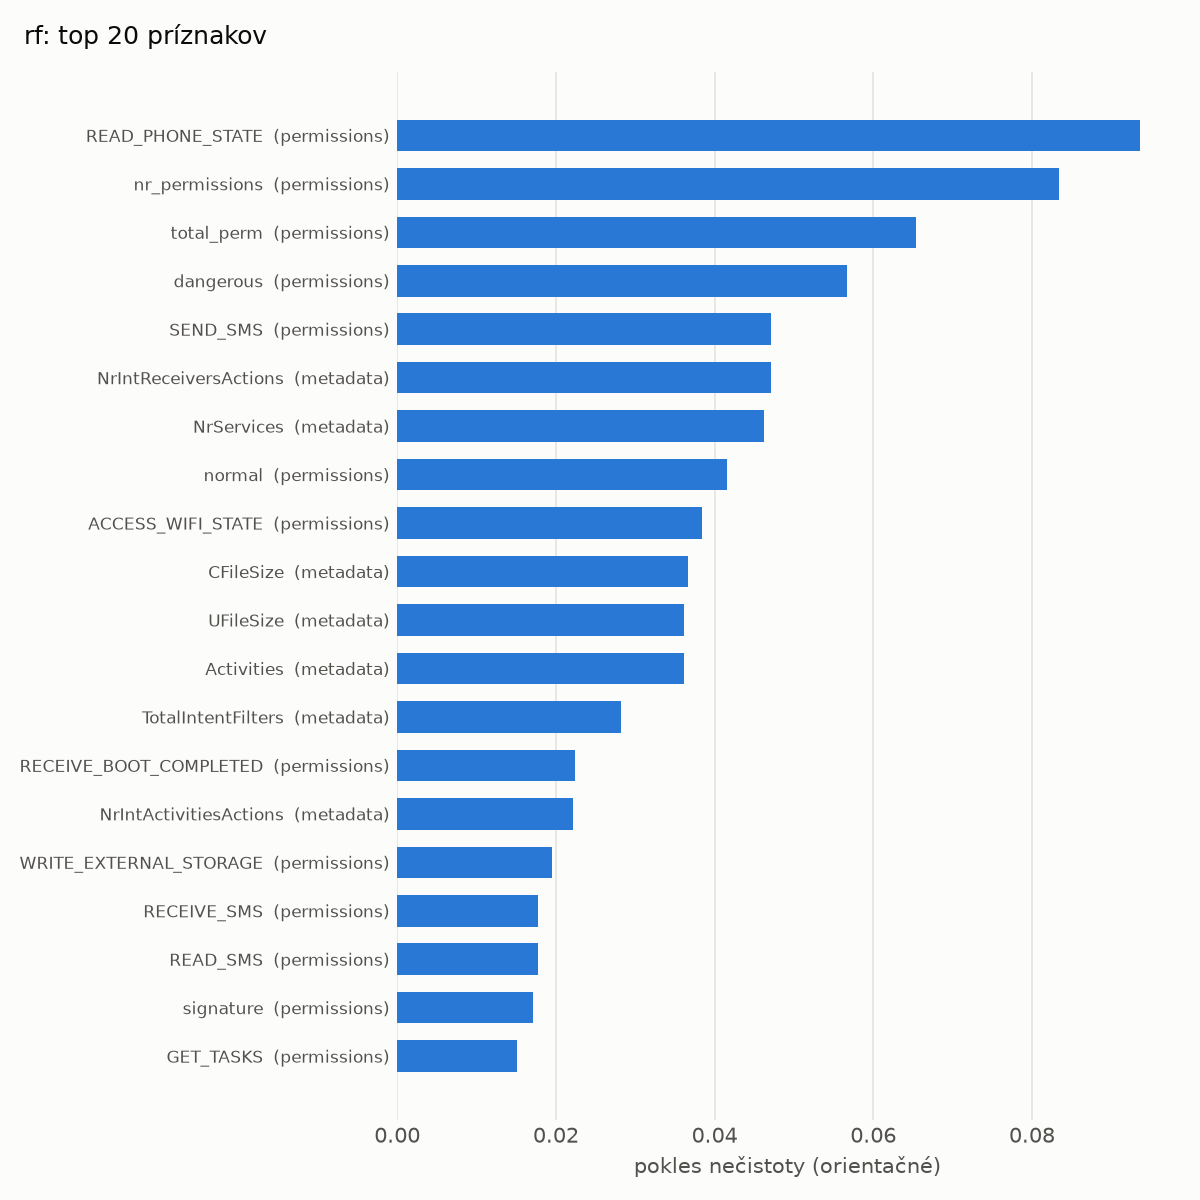 rf: top 20 príznakov
READ_PHONE_STATE (permissions)
nr_permissions (permissions)
total_perm (permissions)
dangerous (permissions)
SEND_SMS (permissions)
NrIntReceiversActions (metadata)
NrServices (metadata)
normal (permissions)
ACCESS_WIFI_STATE (permissions)
CFileSize (metadata)
UFileSize (metadata)
Activities (metadata)
TotalIntentFilters (metadata)
RECEIVE_BOOT_COMPLETED (permissions)
NrIntActivitiesActions (metadata)
WRITE_EXTERNAL_STORAGE (permissions)
RECEIVE_SMS (permissions)
READ_SMS (permissions)
signature (permissions)
GET_TASKS (permissions)
0.00 0.02 0.04 0.06 0.08
pokles nečistoty (orientačné)